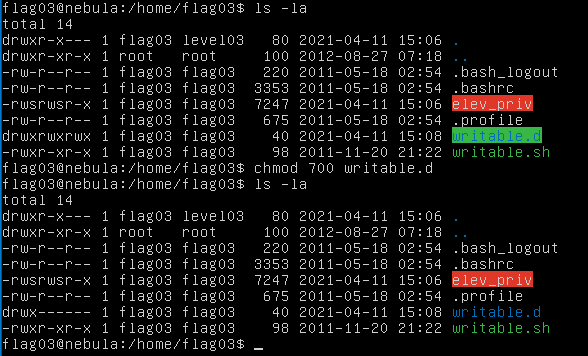 flag03@nebula:/home/flag03$ ls -la
total 14
drwxr-x--- 1 flag03 level03   80 2021-04-11 15:06 .
drwxr-xr-x 1 root   root     100 2012-08-27 07:18 ..
-rw-r--r-- 1 flag03 flag03   220 2011-05-18 02:54 .bash_logout
-rw-r--r-- 1 flag03 flag03  3353 2011-05-18 02:54 .bashrc
-rwsrwsr-x 1 flag03 flag03  7247 2021-04-11 15:06 elev_priv
-rw-r--r-- 1 flag03 flag03   675 2011-05-18 02:54 .profile
drwxrwxrwx 1 flag03 flag03    40 2021-04-11 15:08 writable.d
-rwxr-xr-x 1 flag03 flag03    98 2011-11-20 21:22 writable.sh
flag03@nebula:/home/flag03$ chmod 700 writable.d
flag03@nebula:/home/flag03$ ls -la
total 14
drwxr-x--- 1 flag03 level03   80 2021-04-11 15:06 .
drwxr-xr-x 1 root   root     100 2012-08-27 07:18 ..
-rw-r--r-- 1 flag03 flag03   220 2011-05-18 02:54 .bash_logout
-rw-r--r-- 1 flag03 flag03  3353 2011-05-18 02:54 .bashrc
-rwsrwsr-x 1 flag03 flag03  7247 2021-04-11 15:06 elev_priv
-rw-r--r-- 1 flag03 flag03   675 2011-05-18 02:54 .profile
drwx------ 1 flag03 flag03    40 2021-04-11 15:08 writable.d
-rwxr-xr-x 1 flag03 flag03    98 2011-11-20 21:22 writable.sh
flag03@nebula:/home/flag03$ _